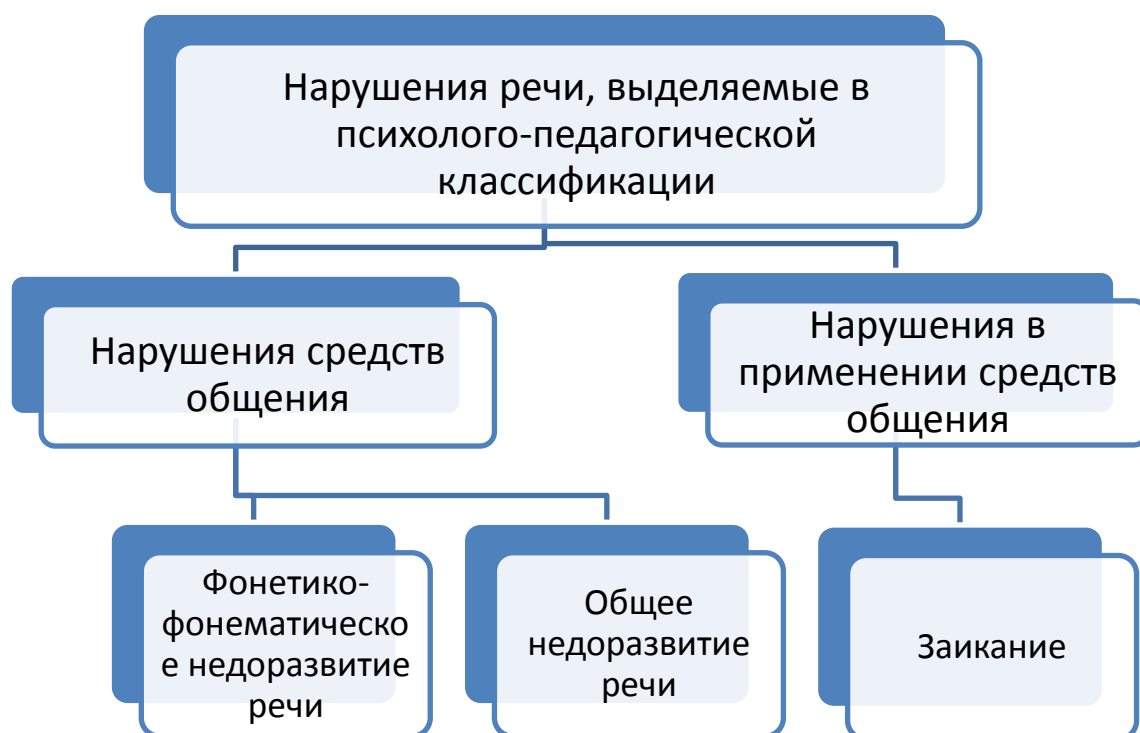 Нарушения речи, выделяемые в
психолого-педагогической
классификации
Нарушения средств
общения
Нарушения в
применении средств
общения
Фонетико-
фонематическо
е недоразвитие
речи
Общее
недоразвитие
речи
Заикание